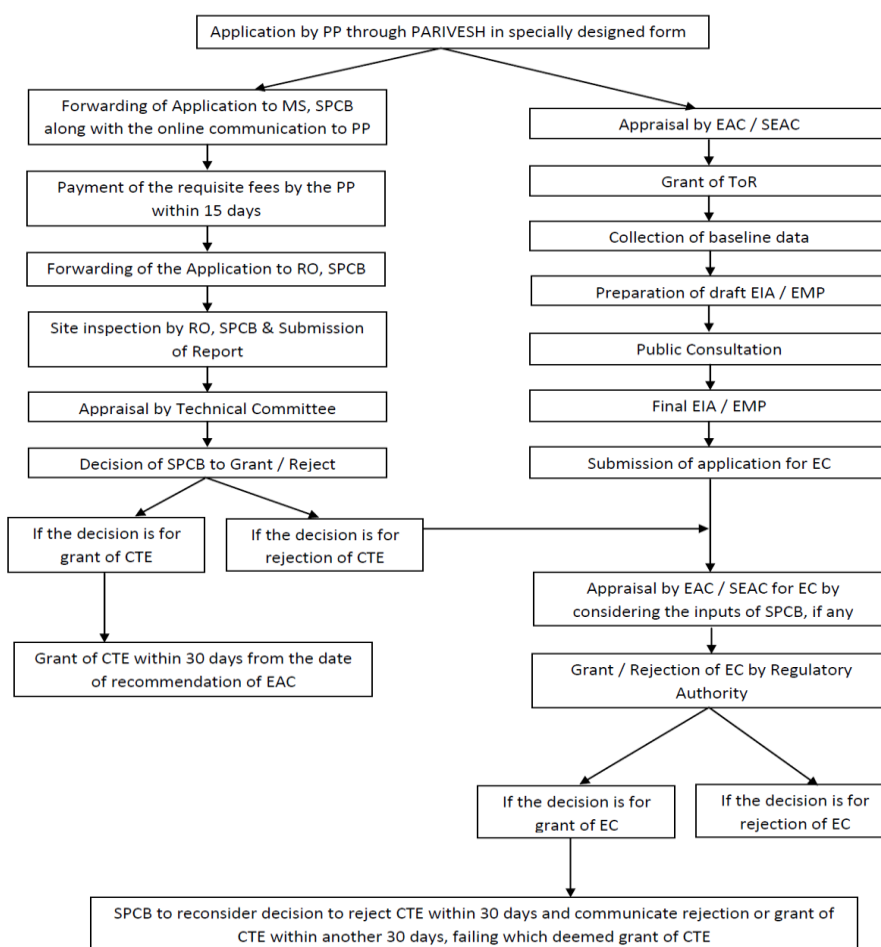 Application by PP through PARIVESH in specially designed form
Forwarding of Application to MS, SPCB
along with the online communication to PP
Payment of the requisite fees by the PP
within 15 days
Forwarding of the Application to RO, SPCB
Site inspection by RO, SPCB & Submission
of Report
Appraisal by Technical Committee
Decision of SPCB to Grant / Reject
If the decision is for
grant of CTE
If the decision is for
rejection of CTE
Grant of CTE within 30 days from the date
of recommendation of EAC
Appraisal by EAC / SEAC
Grant of ToR
Collection of baseline data
Preparation of draft EIA / EMP
Public Consultation
Final EIA / EMP
Submission of application for EC
Appraisal by EAC / SEAC for EC by
considering the inputs of SPCB, if any
Grant / Rejection of EC by Regulatory
Authority
If the decision is for
grant of EC
If the decision is for
rejection of EC
SPCB to reconsider decision to reject CTE within 30 days and communicate rejection or grant of
CTE within another 30 days, failing which deemed grant of CTE